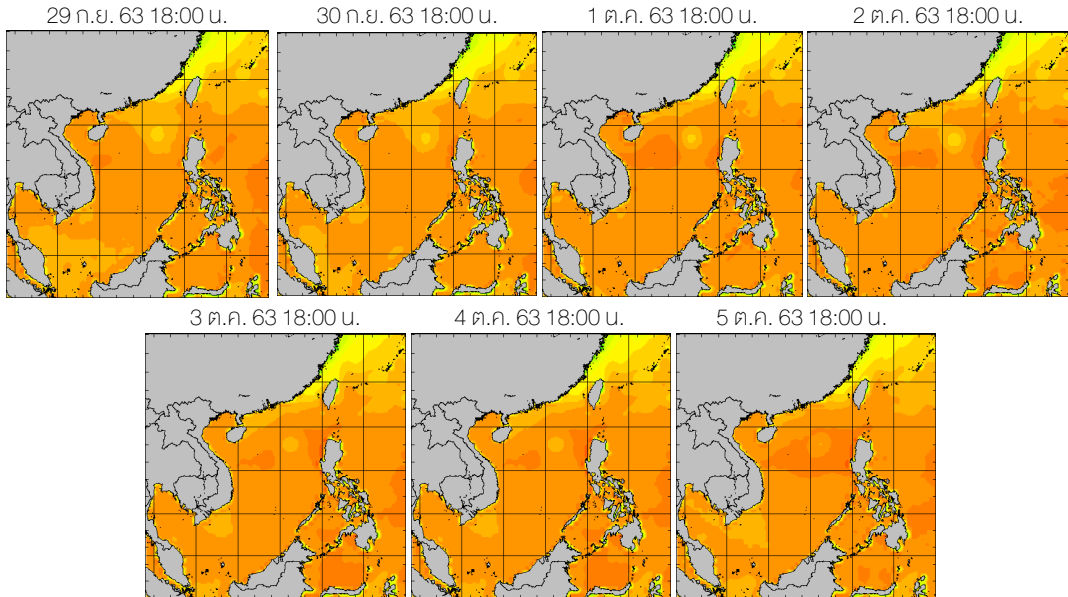 29 ก.ย. 63 18:00 น.
30 ก.ย. 63 18:00 น.
1 ต.ค. 63 18:00 น.
2 ต.ค. 63 18:00 น.
3 ต.ค. 63 18:00 น.
4 ต.ค. 63 18:00 น.
5 ต.ค. 63 18:00 น.